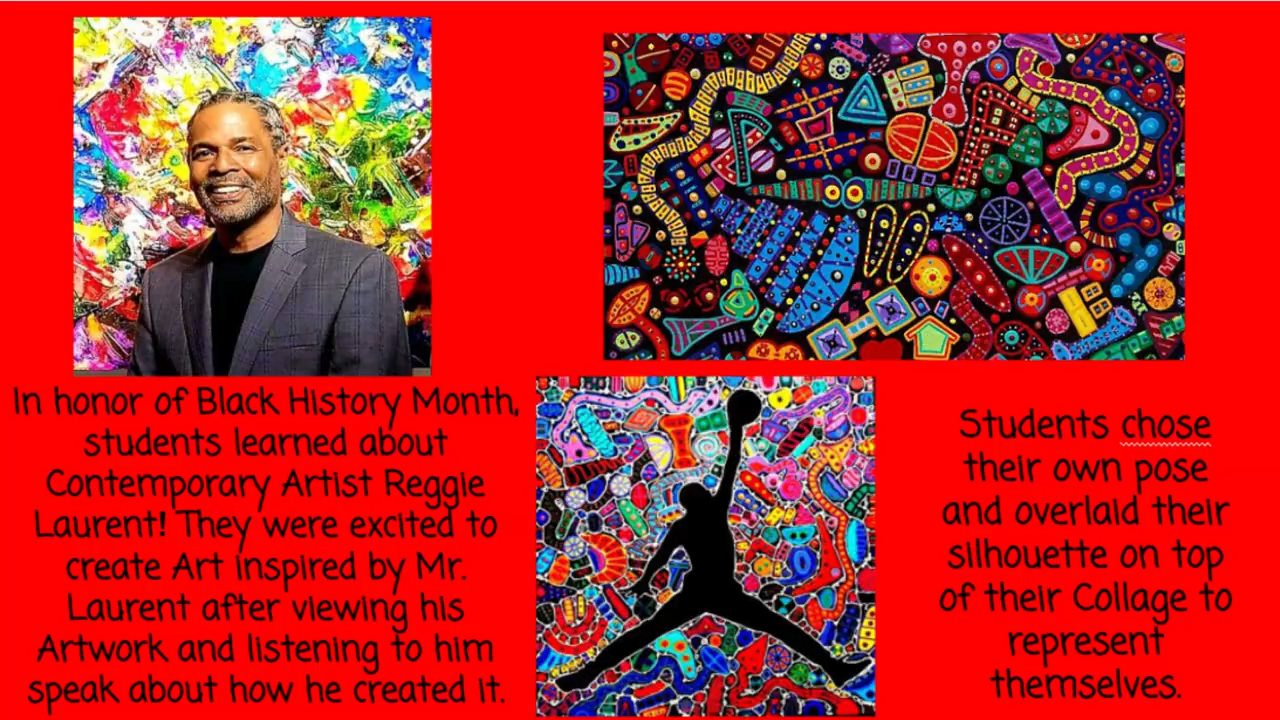 In honor of Black History Month,
students learned about
Contemporary Artist Reggie
Laurent! They were excited to
create Art inspired by Mr.
Laurent after viewing his
Artwork and listening to him
speak about how he created it.
Students chose
their own pose
and overlaid their
silhouette on top
of their Collage to
represent
themselves.